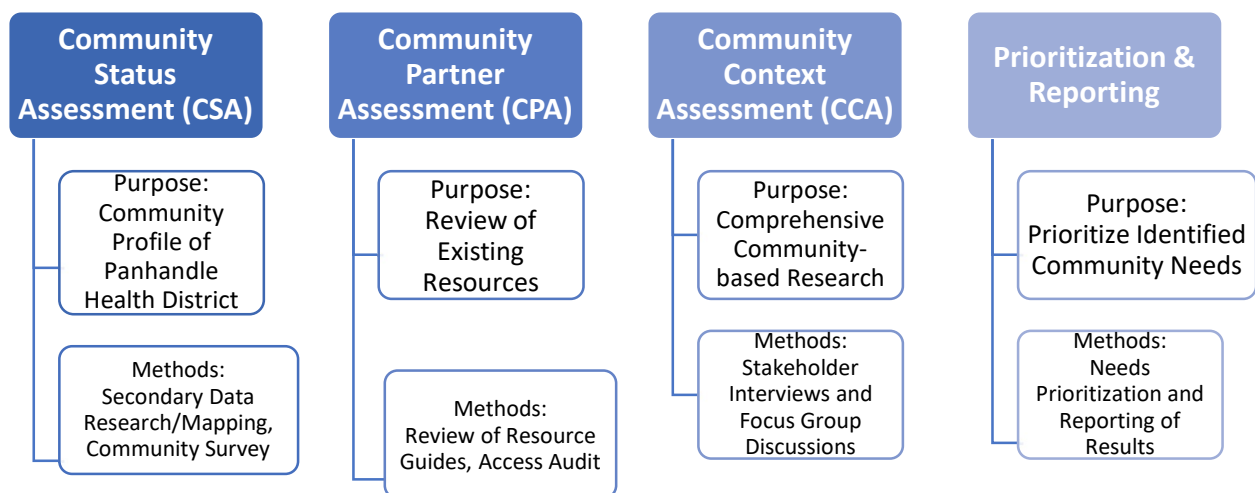 Community
Status
Assessment (CSA)
Purpose:
Community
Profile of
Panhandle
Health District
Methods:
Secondary Data
Research/Mapping,
Community Survey
Community
Partner
Assessment (CPA)
Purpose:
Review of
Existing
Resources
Methods:
Review of Resource
Guides, Access Audit
Community
Context
Assessment (CCA)
Purpose:
Comprehensive
Community-
based Research
Methods:
Stakeholder
Interviews and
Focus Group
Discussions
Prioritization &
Reporting
Purpose:
Prioritize Identified
Community Needs
Methods:
Needs
Prioritization and
Reporting of
Results